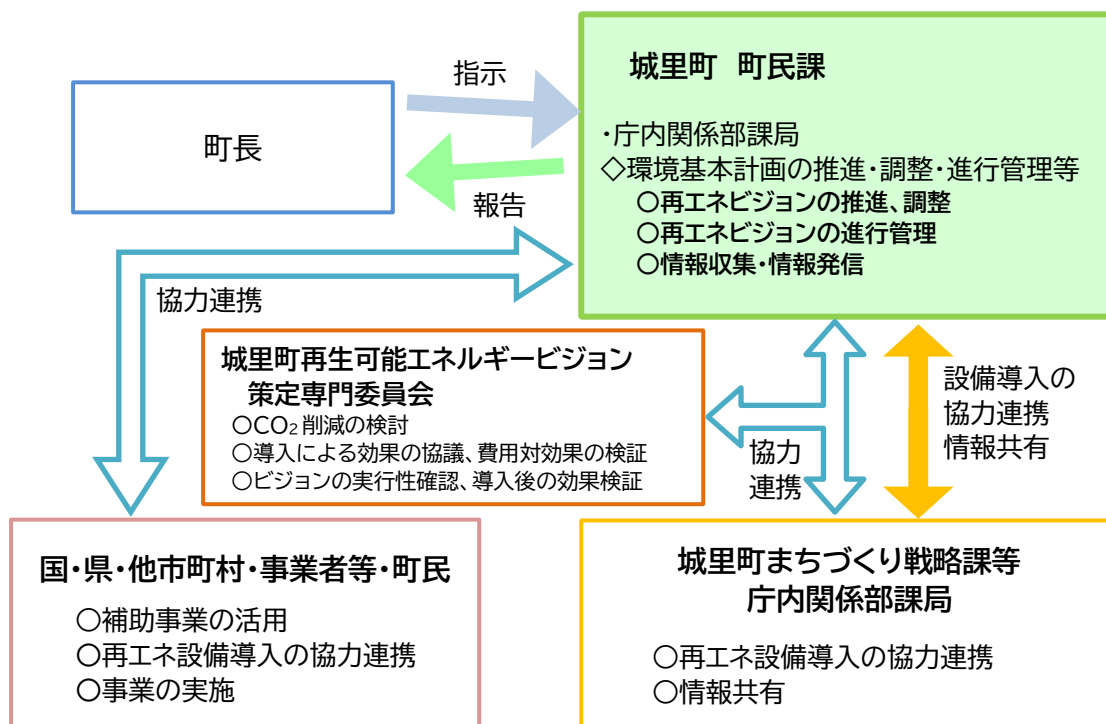 町長
指示
報告
城里町 町民課
・庁内関係部課局
◇環境基本計画の推進・調整・進行管理等
○再エネビジョンの推進、調整
○再エネビジョンの進行管理
○情報収集・情報発信
協力連携
城里町再生可能エネルギービジョン
策定専門委員会
○CO₂削減の検討
○導入による効果の協議、費用対効果の検証
○ビジョンの実行性確認、導入後の効果検証
協力
連携
設備導入の
協力連携
情報共有
国・県・他市町村・事業者等・町民
○補助事業の活用
○再エネ設備導入の協力連携
○事業の実施
城里町まちづくり戦略課等
庁内関係部課局
○再エネ設備導入の協力連携
○情報共有